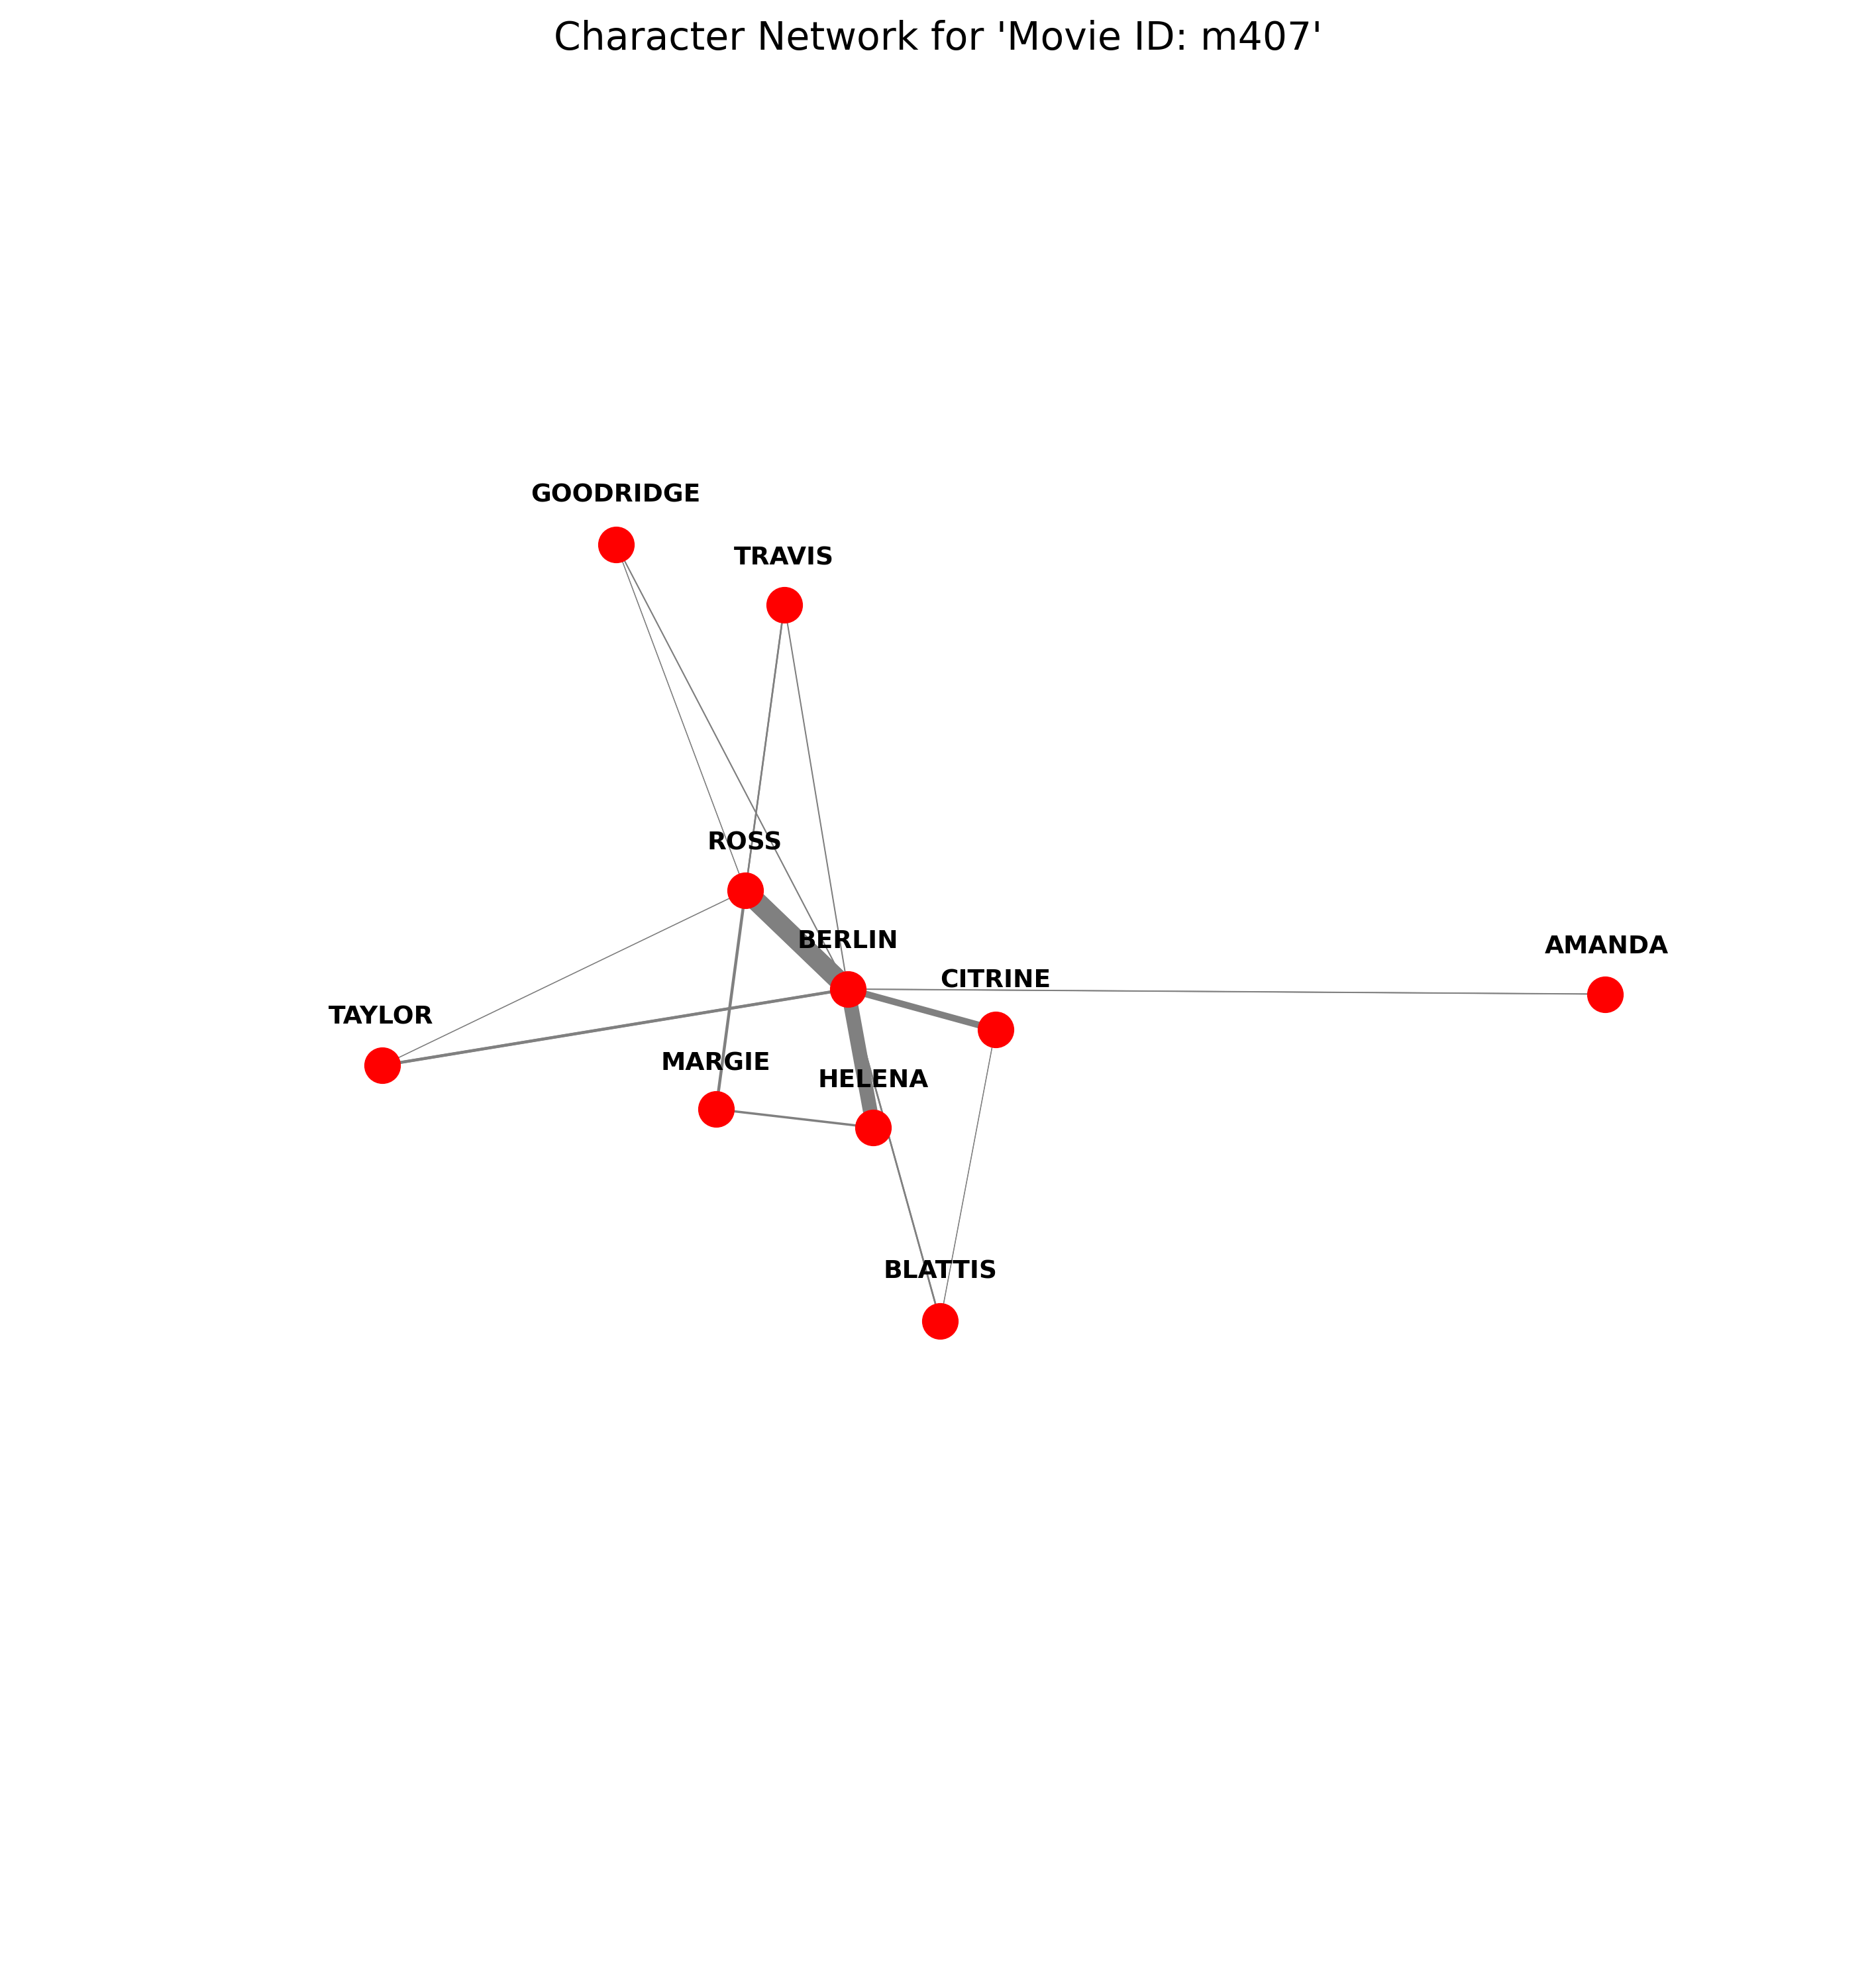 Character Network for 'Movie ID: m407'
GOODRIDGE
TRAVIS
ROSS
BERLIN
AMANDA
CITRINE
TAYLOR
MARGIE
HELENA
BLATTIS